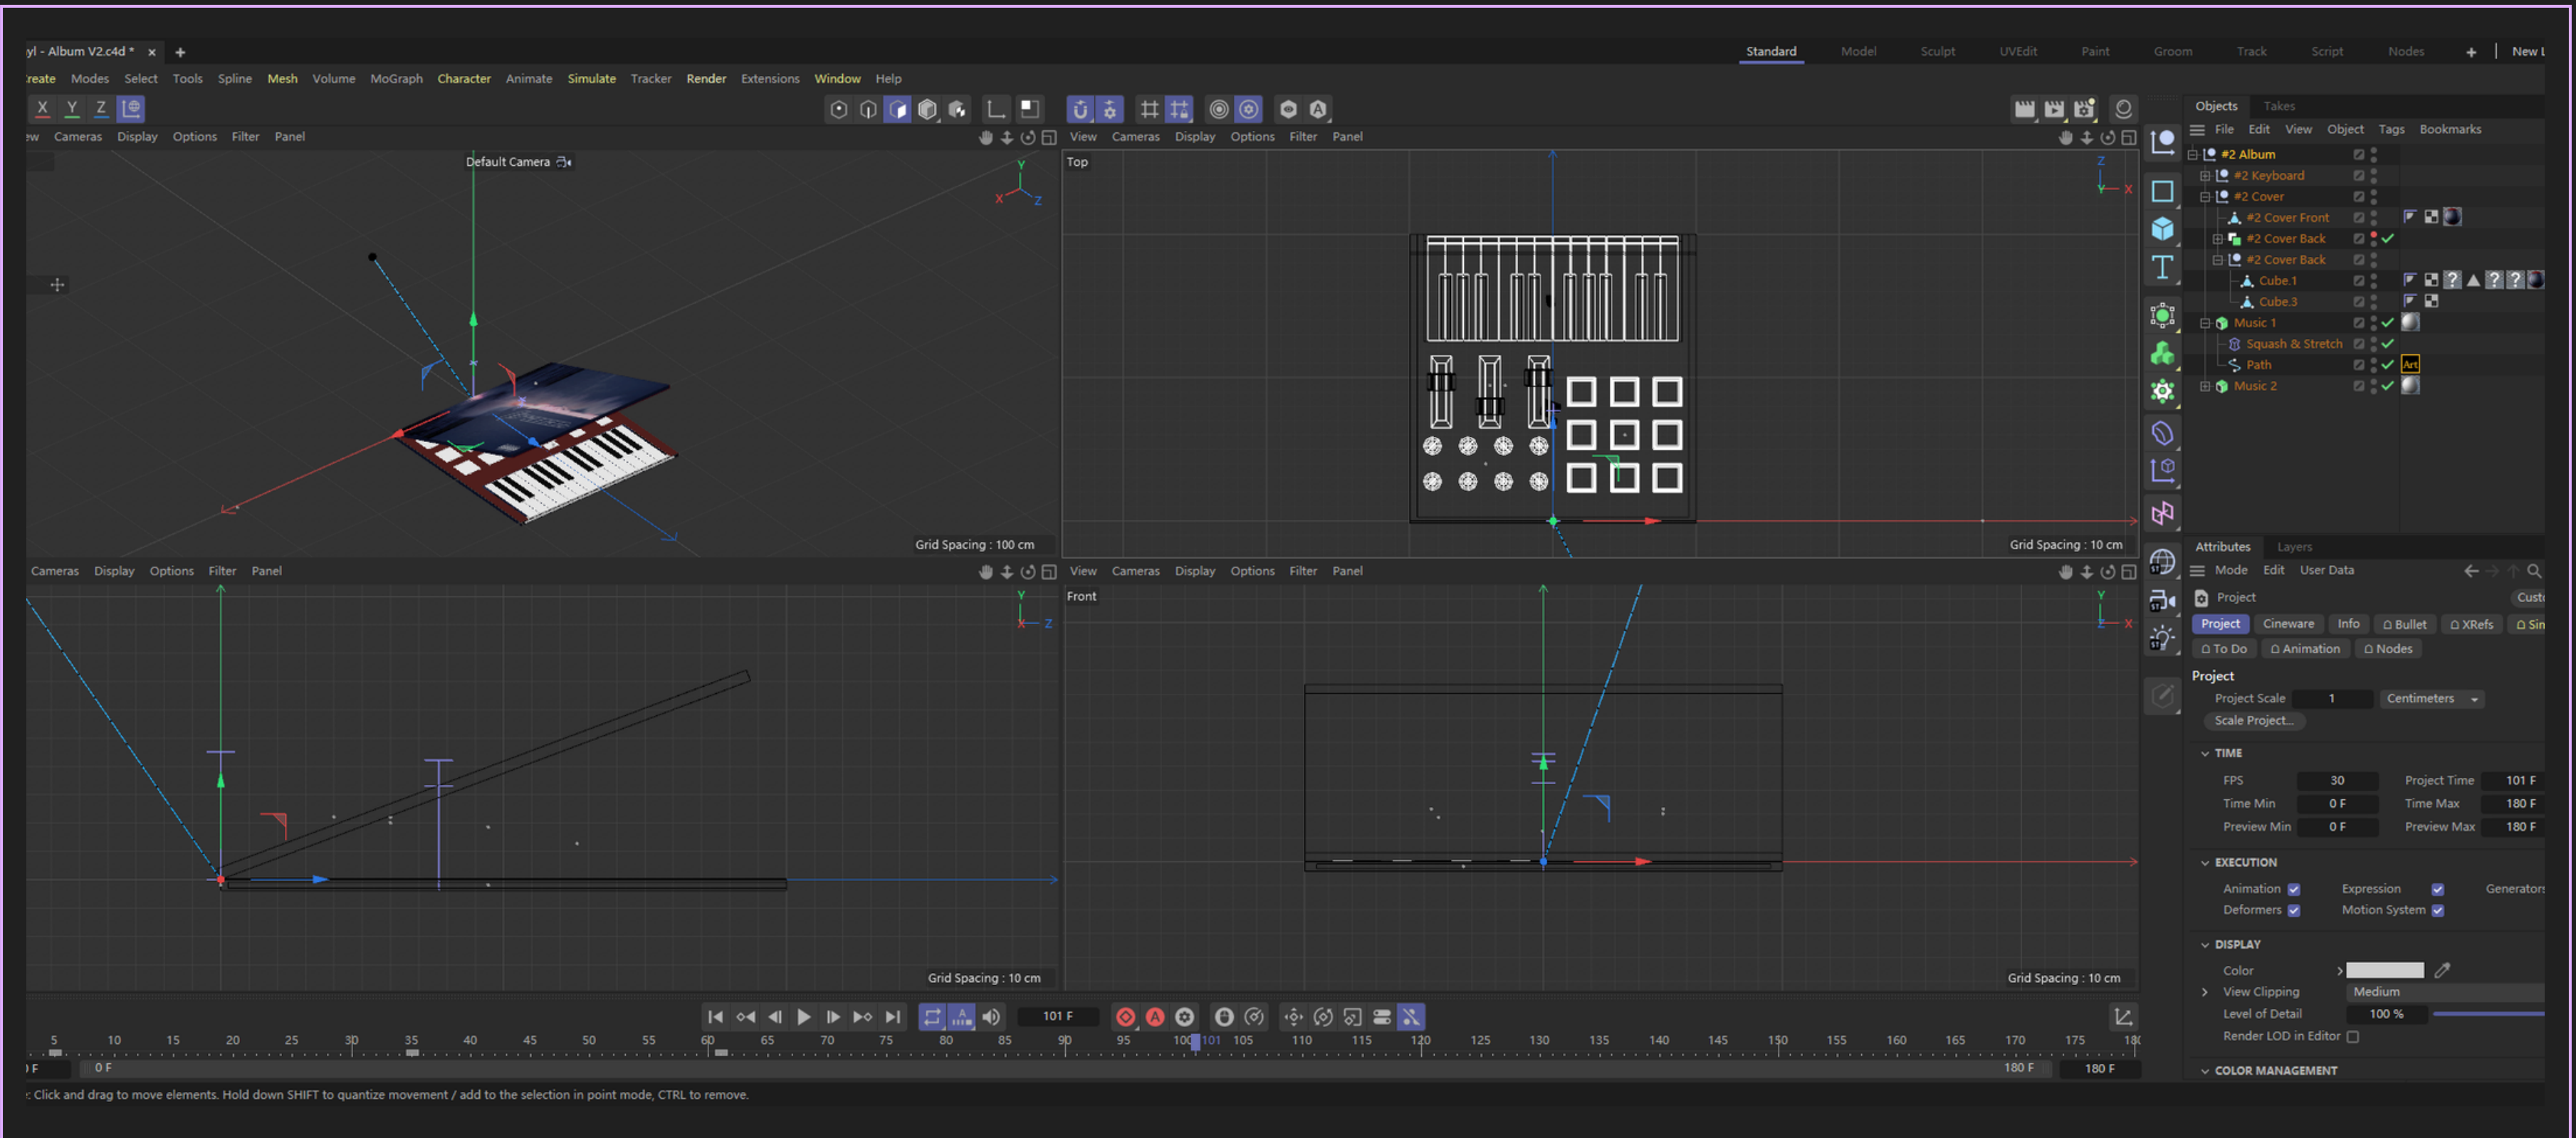 yl - Album V2.c4d *
Standard Model Sculpt UVEdit Paint Groom Track Script Nodes New L
reate Modes Select Tools Spline Mesh Volume MoGraph Character Animate Simulate Tracker Render Extensions Window Help
X Y Z
Objects Takes
ew Cameras Display Options Filter Panel
View Cameras Display Options Filter Panel
File Edit View Object Tags Bookmarks
Default Camera
Top
#2 Album
#2 Keyboard
#2 Cover
#2 Cover Front
#2 Cover Back
#2 Cover Back
Cube.1
Cube.3
Music 1
Squash & Stretch
Path
Art
Music 2
Y X Z
Z Y X
Grid Spacing : 100 cm
Grid Spacing : 10 cm
Cameras Display Options Filter Panel
View Cameras Display Options Filter Panel
Front
Y X Z
Y Z X
Grid Spacing : 10 cm
Grid Spacing : 10 cm
Attributes Layers
Mode Edit User Data
Project
Custo
Project Cineware Info Bullet XRefs Sin
To Do Animation Nodes
Project
Project Scale 1 Centimeters
Scale Project...
TIME
FPS 30 Project Time 101 F
Time Min 0 F Time Max 180 F
Preview Min 0 F Preview Max 180 F
EXECUTION
Animation Expression Generators
Deformers Motion System
DISPLAY
Color
View Clipping Medium
Level of Detail 100 %
Render LOD in Editor
COLOR MANAGEMENT
101 F
5 10 15 20 25 30 35 40 45 50 55 60 65 70 75 80 85 90 95 100 101 105 110 115 120 125 130 135 140 145 150 155 160 165 170 175 180
F 0 F 180 F 180 F
: Click and drag to move elements. Hold down SHIFT to quantize movement / add to the selection in point mode, CTRL to remove.